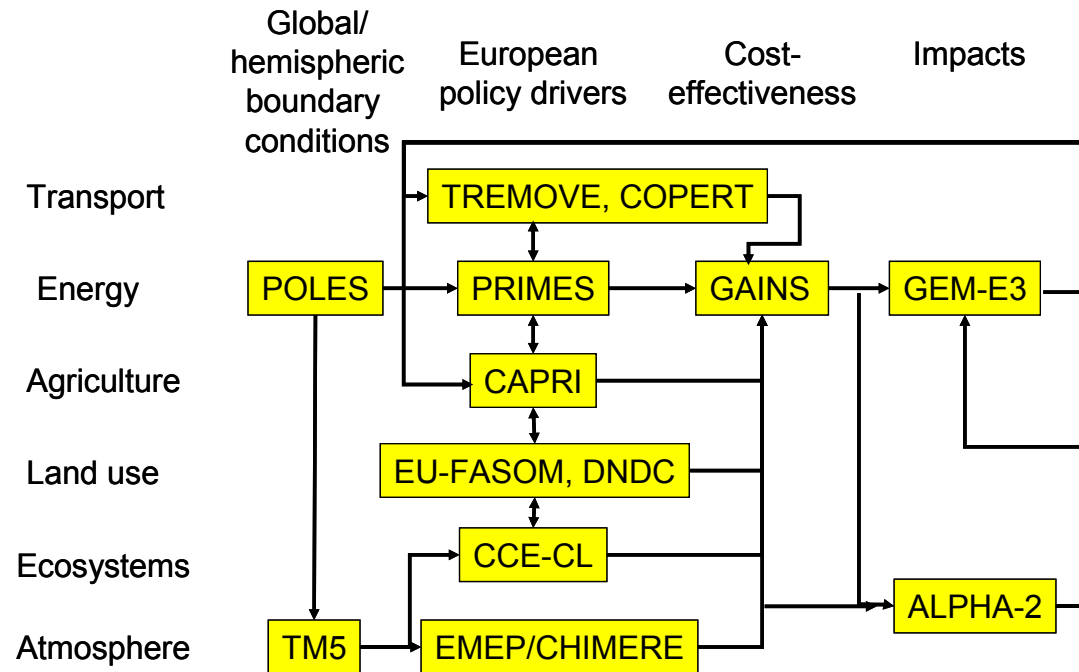 Global/
hemispheric
boundary
conditions
European
policy drivers
Cost-
effectiveness
Impacts
Transport
TREMOVE, COPERT
Energy
POLES
PRIMES
GAINS
GEM-E3
Agriculture
CAPRI
Land use
EU-FASOM, DNDC
Ecosystems
CCE-CL
ALPHA-2
Atmosphere
TM5
EMEP/CHIMERE